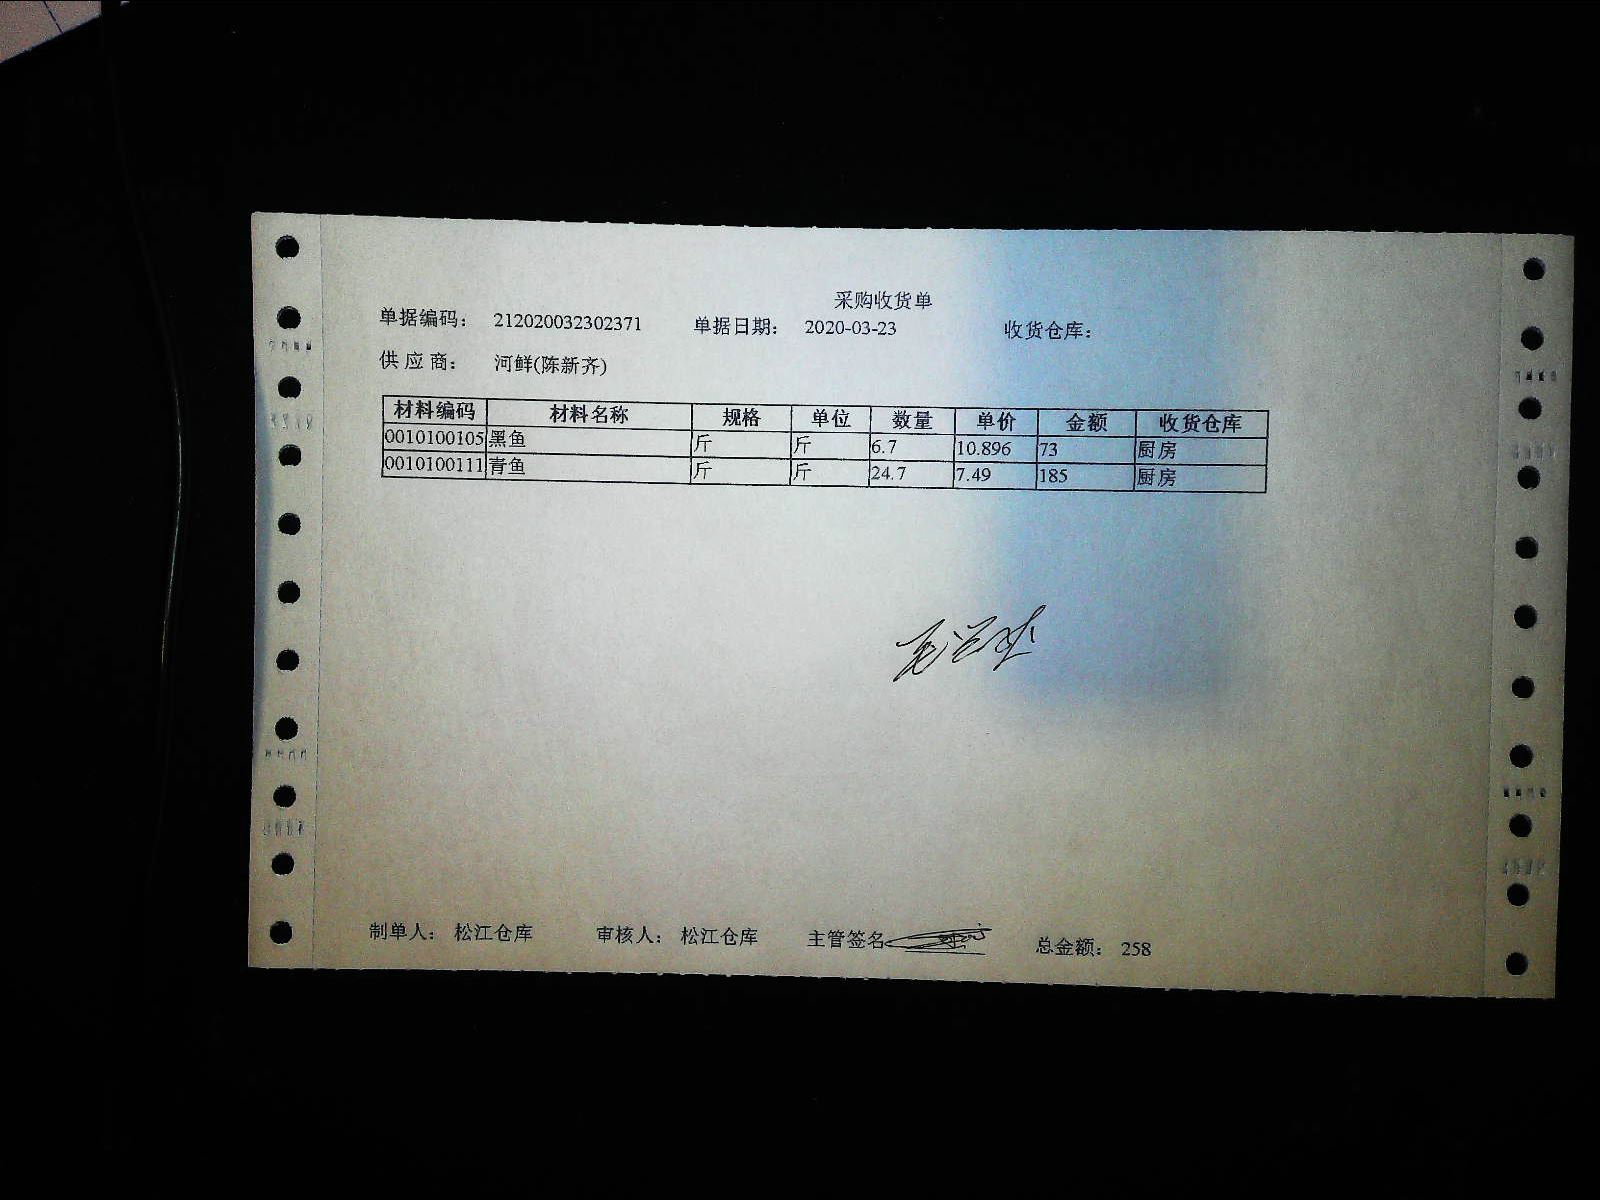 采购收货单
单据编码： 212020032302371 单据日期： 2020-03-23 收货仓库：
供 应 商： 河鲜(陈新齐)
材料编码 材料名称 规格 单位 数量 单价 金额 收货仓库
0010100105 黑鱼 斤 斤 6.7 10.896 73 厨房
0010100111 青鱼 斤 斤 24.7 7.49 185 厨房
制单人： 松江仓库 审核人： 松江仓库 主管签名 总金额： 258